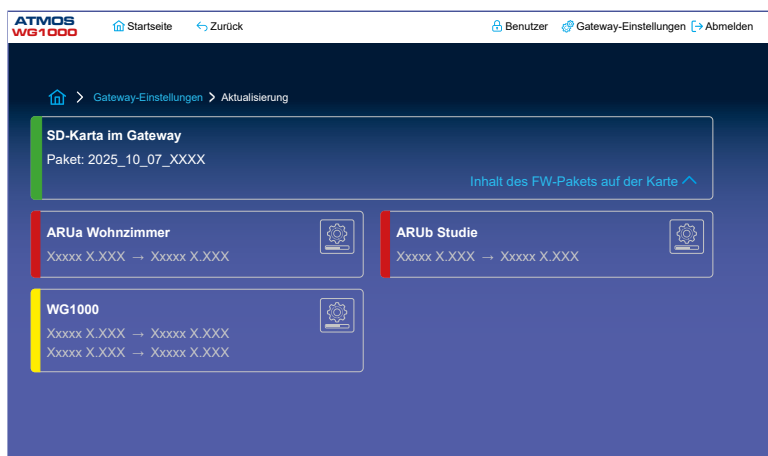 ATMOS
WG1000
Startseite
Zurück
Benutzer
Gateway-Einstellungen
Abmelden
Gateway-Einstellungen > Aktualisierung
SD-Karta im Gateway
Paket: 2025_10_07_XXXX
Inhalt des FW-Pakets auf der Karte
ARUa Wohnzimmer
Xxxxx X.XXX → Xxxxx X.XXX
ARUb Studie
Xxxxx X.XXX → Xxxxx X.XXX
WG1000
Xxxxx X.XXX → Xxxxx X.XXX
Xxxxx X.XXX → Xxxxx X.XXX